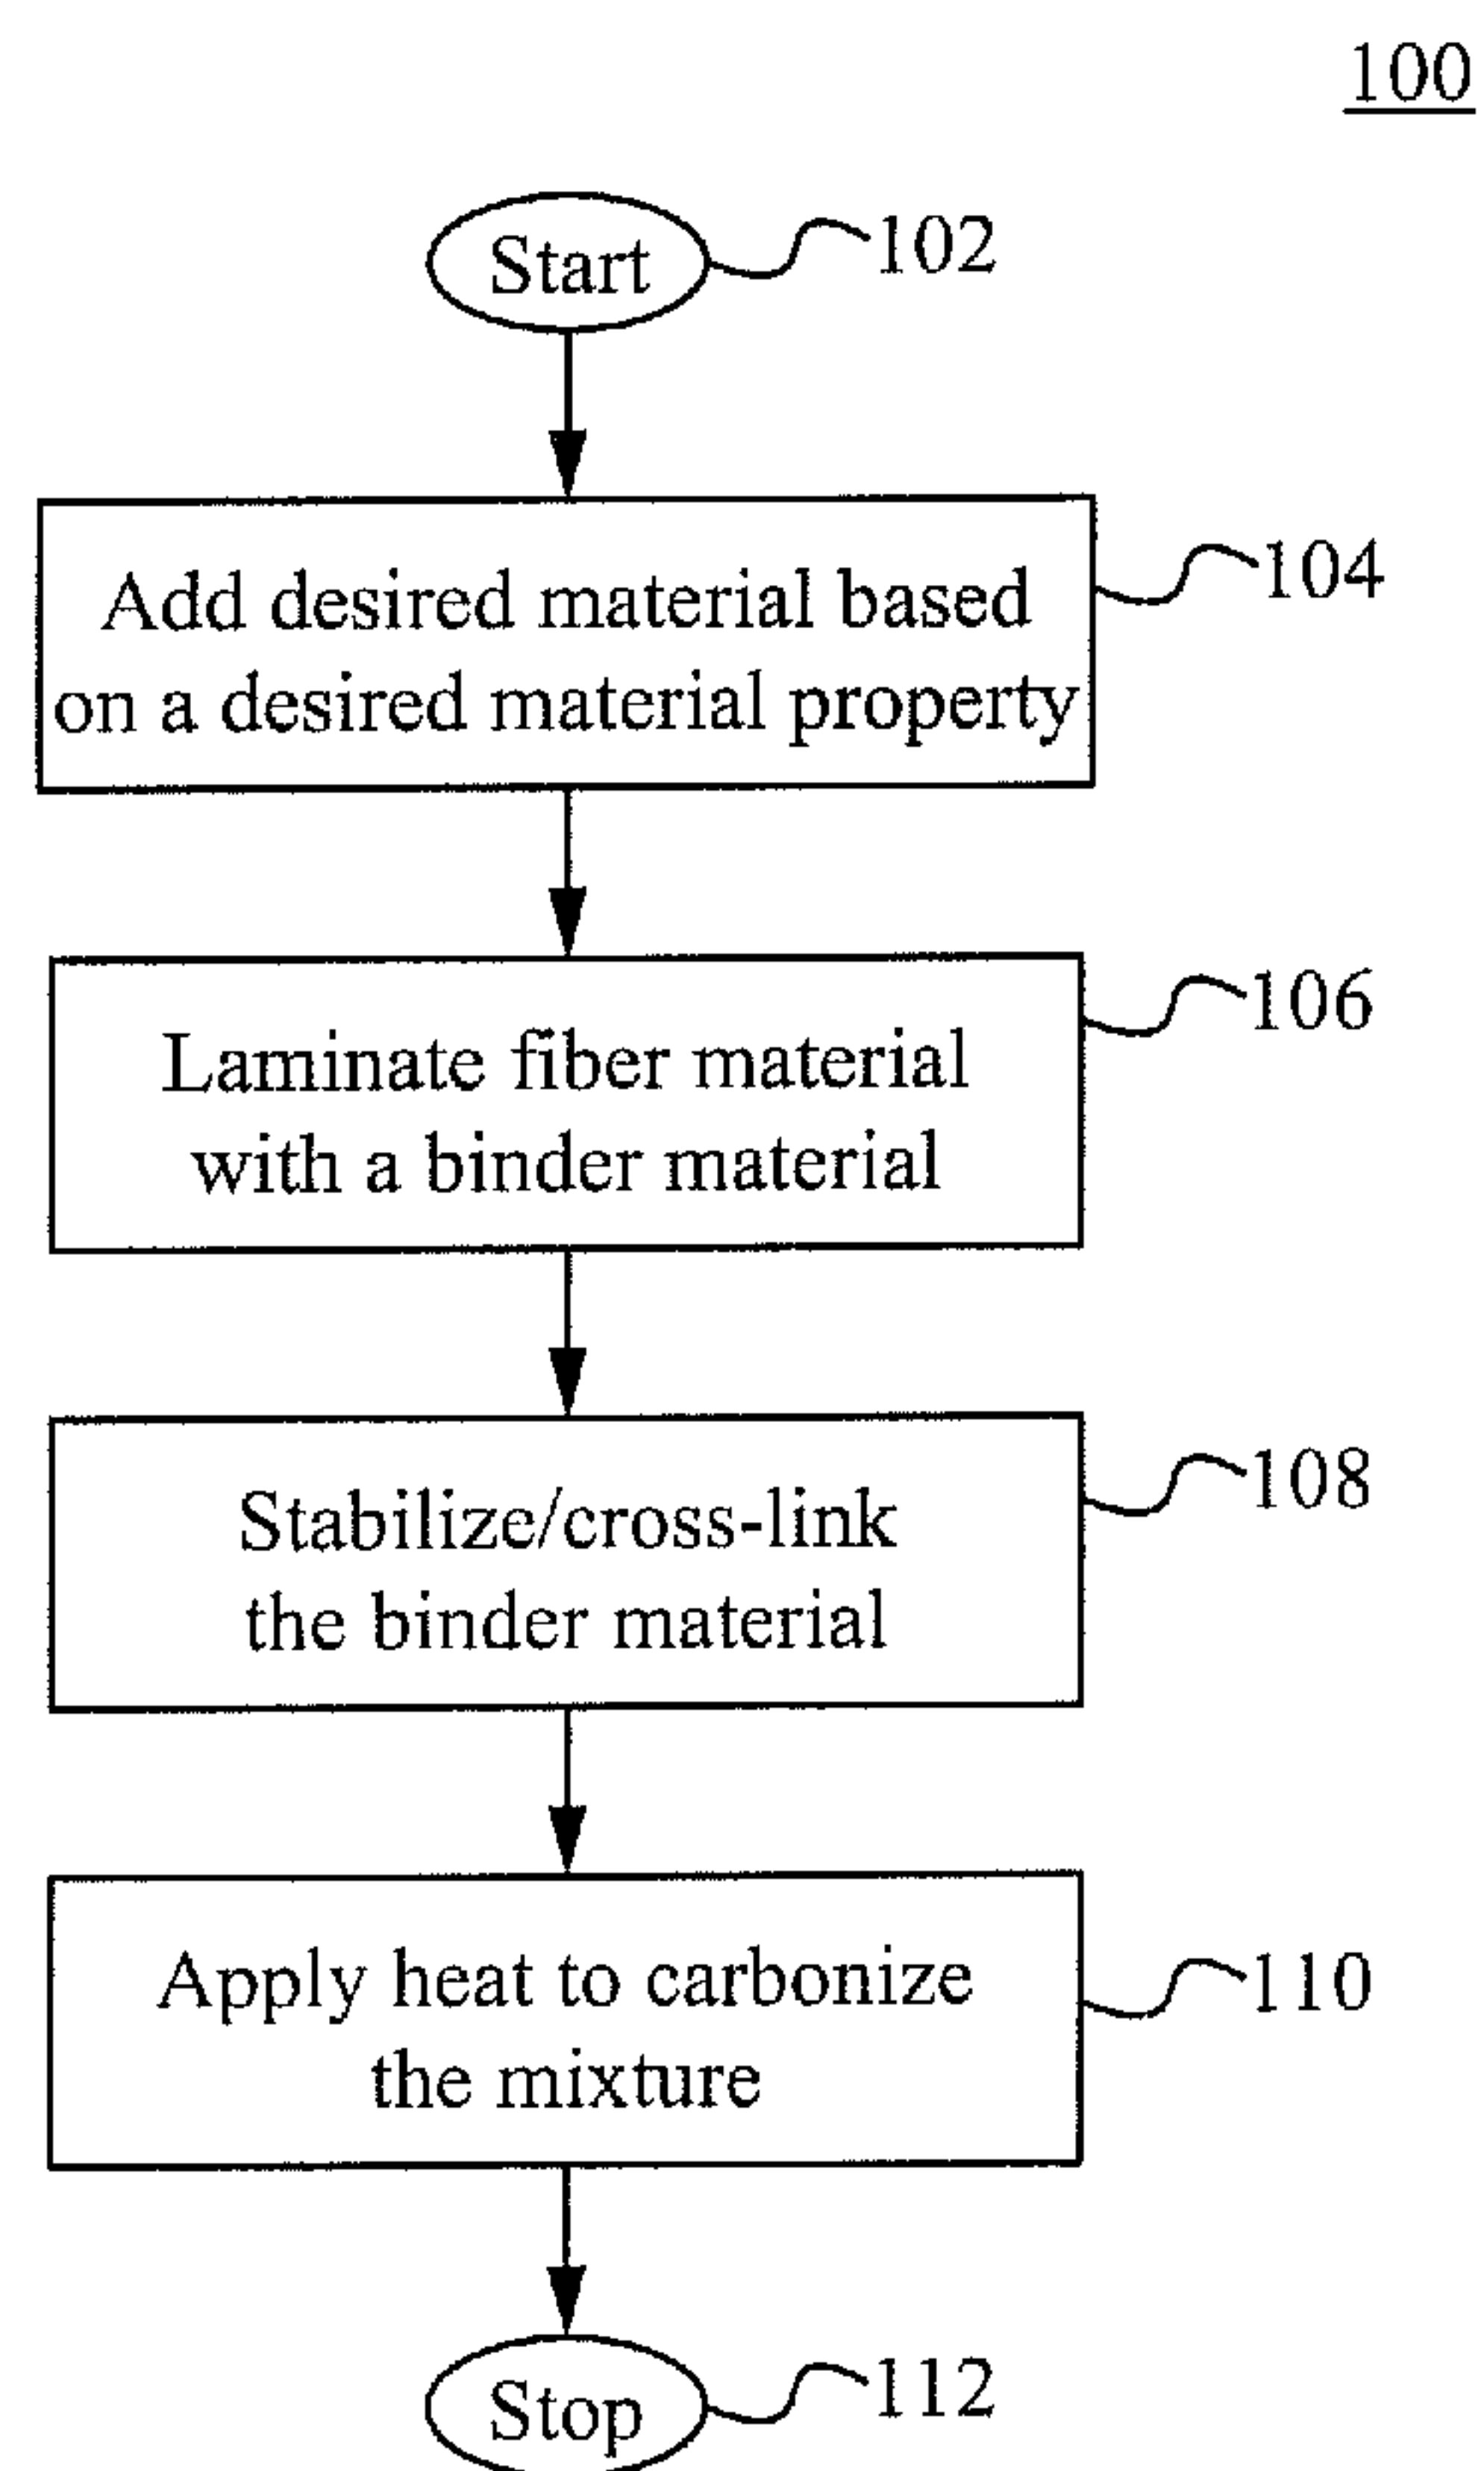 100
Start
102
Add desired material based
on a desired material property
104
Laminate fiber material
with a binder material
106
Stabilize/cross-link
the binder material
108
Apply heat to carbonize
the mixture
110
Stop
112